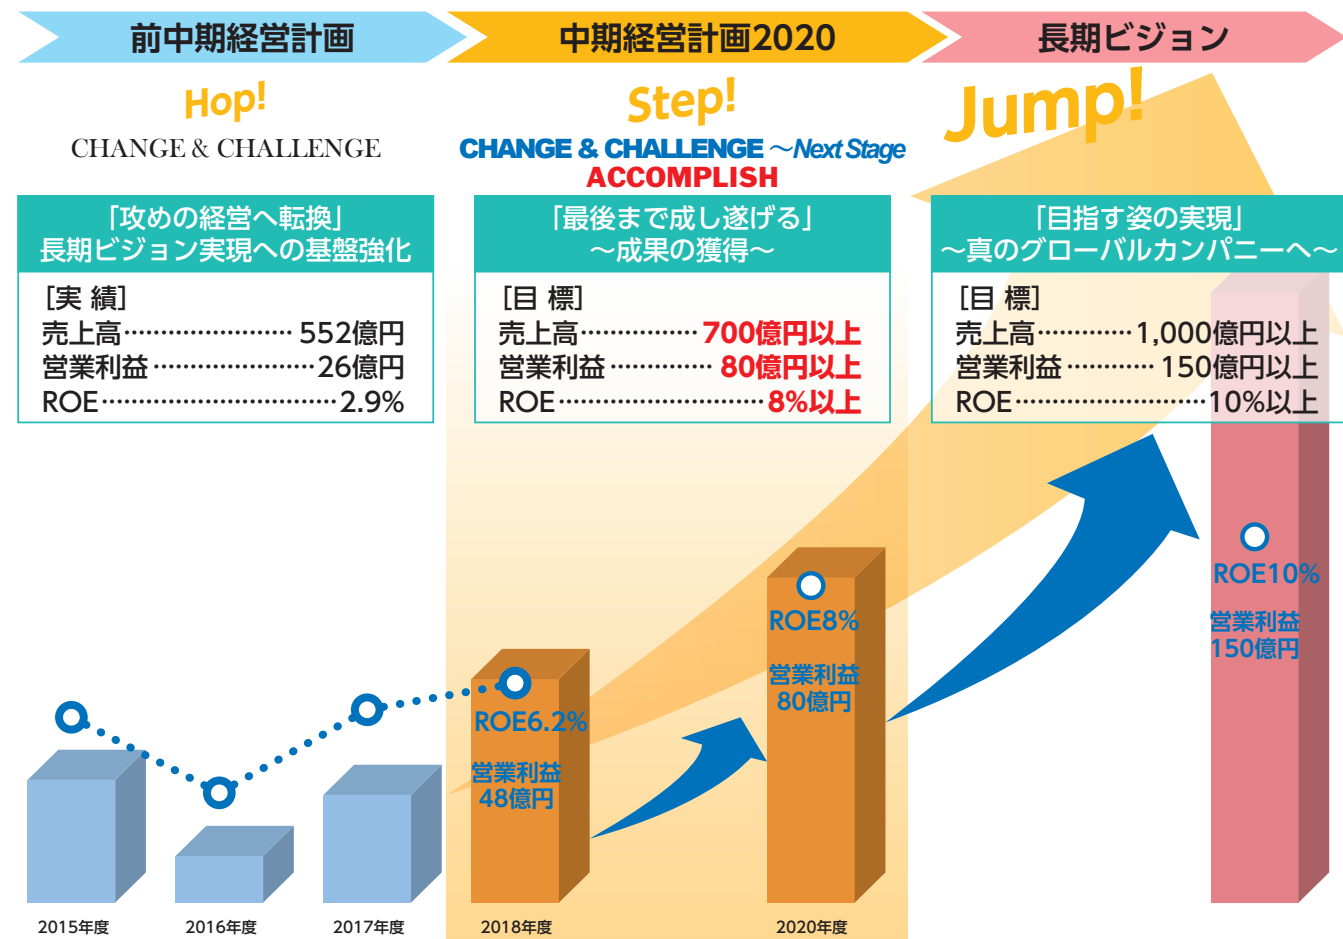 前中期経営計画
Hop!
CHANGE & CHALLENGE
「攻めの経営へ転換」
長期ビジョン実現への基盤強化
［実 績］
売上高…………………… 552億円
営業利益……………………26億円
ROE……………………………2.9%
中期経営計画2020
Step!
CHANGE & CHALLENGE ～Next Stage
ACCOMPLISH
「最後まで成し遂げる」
～成果の獲得～
［目 標］
売上高……………… 700億円以上
営業利益…………… 80億円以上
ROE………………………8%以上
長期ビジョン
Jump!
「目指す姿の実現」
～真のグローバルカンパニーへ～
［目 標］
売上高…………1,000億円以上
営業利益………… 150億円以上
ROE……………………10%以上
ROE6.2%
営業利益
48億円
ROE8%
営業利益
80億円
ROE10%
営業利益
150億円
2015年度
2016年度
2017年度
2018年度
2020年度